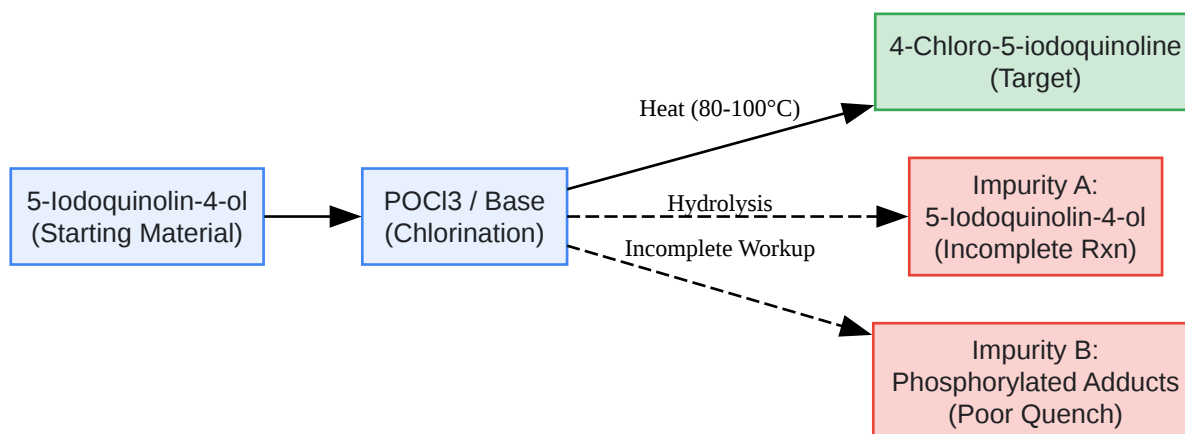 5-Iodoquinolin-4-ol
(Starting Material)
POCl3 / Base
(Chlorination)
Heat (80-100°C)
Hydrolysis
Incomplete Workup
4-Chloro-5-iodoquinoline
(Target)
Impurity A:
5-Iodoquinolin-4-ol
(Incomplete Rxn)
Impurity B:
Phosphorylated Adducts
(Poor Quench)